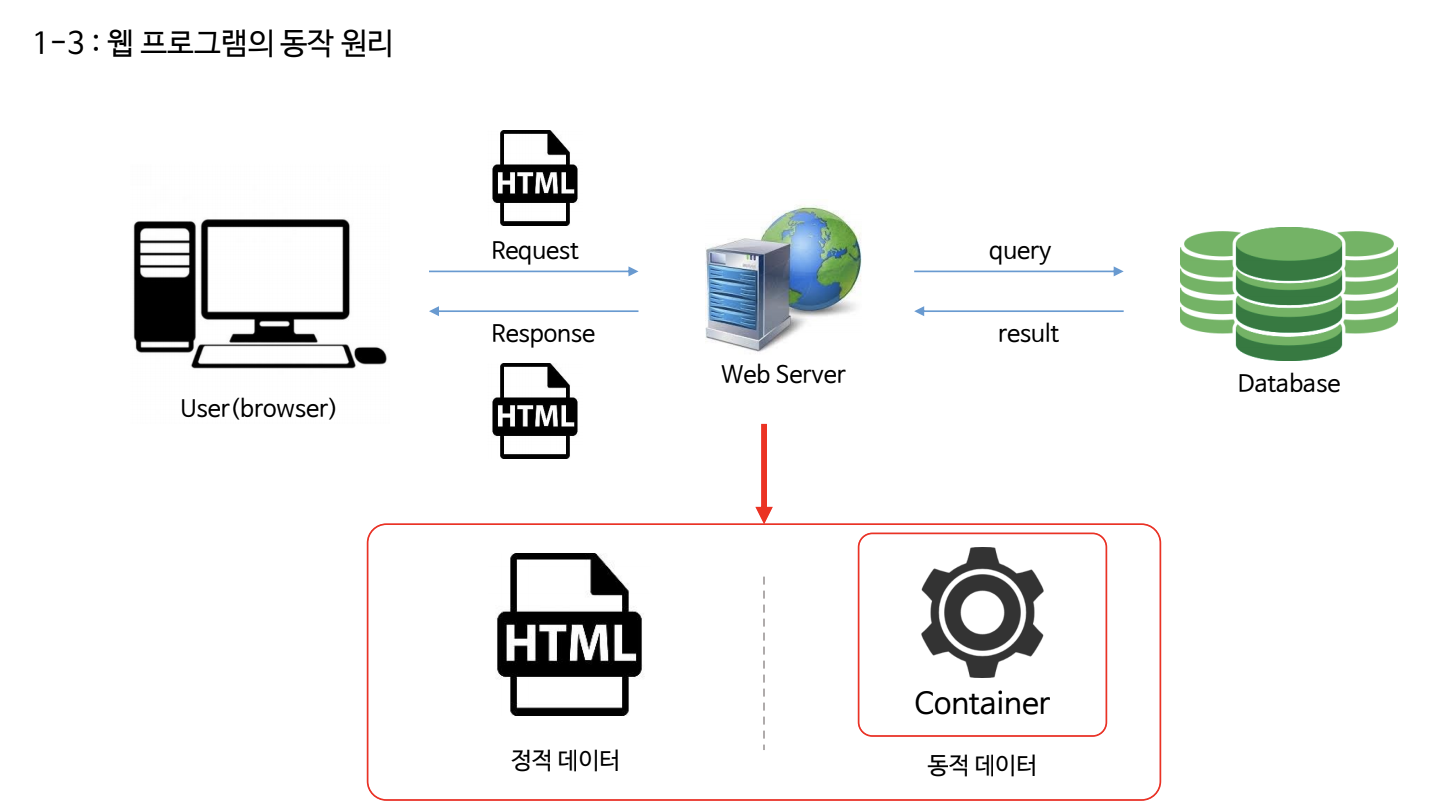 1-3 : 웹 프로그램의 동작 원리
HTML
Request
Response
HTML
User(browser)
Web Server
query
result
Database
HTML
정적 데이터
Container
동적 데이터